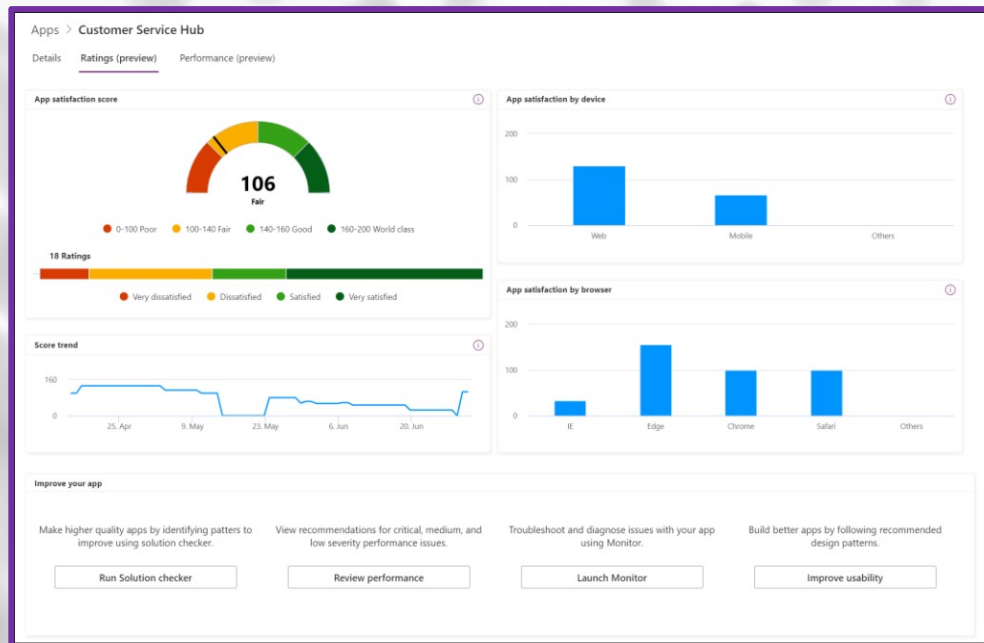 Apps > Customer Service Hub
Details Ratings (preview) Performance (preview)
App satisfaction score
106
Fair
0-100 Poor 100-140 Fair 140-160 Good 160-200 World class
18 Ratings
Very dissatisfied Dissatisfied Satisfied Very satisfied
App satisfaction by device
200
100
0
Web Mobile Others
Score trend
160
0
25. Apr 9. May 23. May 6. Jun 20. Jun
App satisfaction by browser
200
100
0
IE Edge Chrome Safari Others
Improve your app
Make higher quality apps by identifying patters to
improve using solution checker.
Run Solution checker
View recommendations for critical, medium, and
low severity performance issues.
Review performance
Troubleshoot and diagnose issues with your app
using Monitor.
Launch Monitor
Build better apps by following recommended
design patterns.
Improve usability